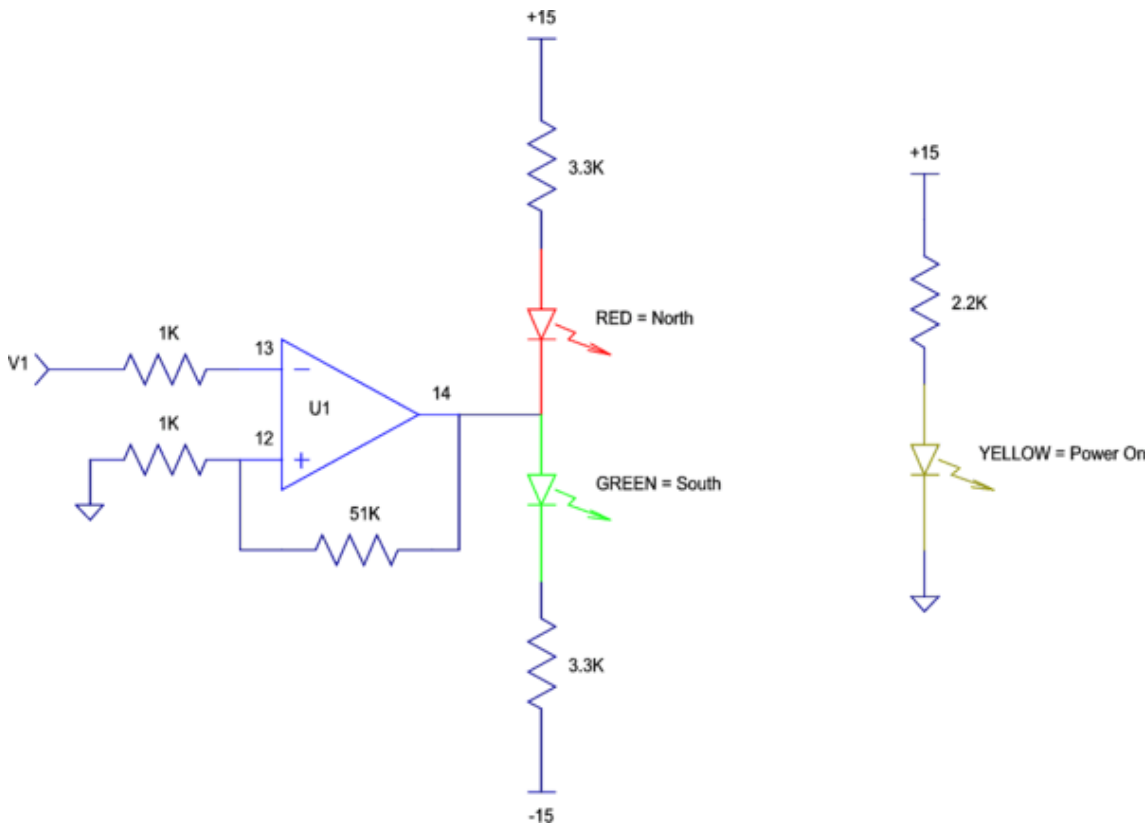 +15
3.3K
+15
2.2K
RED = North
1K
13
V1
14
U1
1K
12
YELLOW = Power On
GREEN = South
51K
3.3K
-15